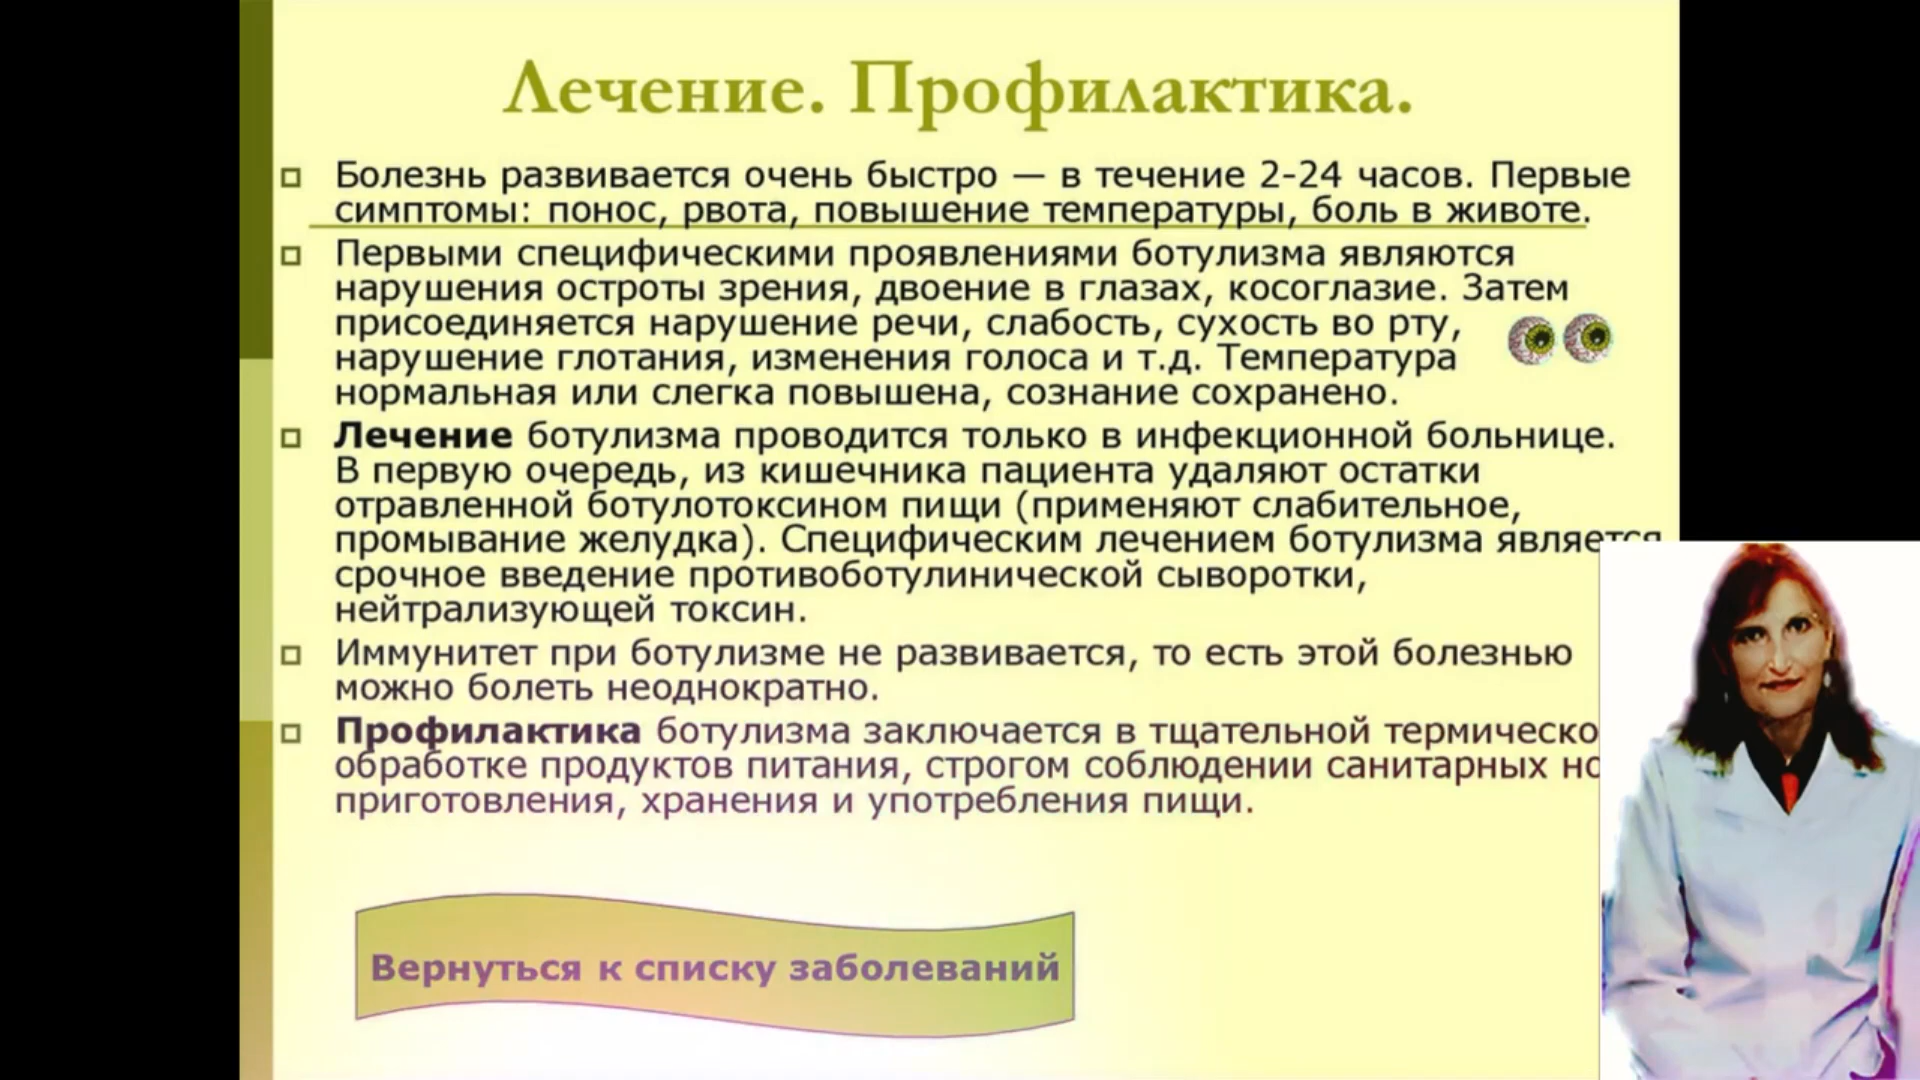 Лечение. Профилактика.
Болезнь развивается очень быстро — в течение 2-24 часов. Первые
симптомы: понос, рвота, повышение температуры, боль в животе.
Первыми специфическими проявлениями ботулизма являются
нарушения остроты зрения, двоение в глазах, косоглазие. Затем
присоединяется нарушение речи, слабость, сухость во рту,
нарушение глотания, изменения голоса и т.д. Температура
нормальная или слегка повышена, сознание сохранено.
Лечение ботулизма проводится только в инфекционной больнице.
В первую очередь, из кишечника пациента удаляют остатки
отравленной ботулотоксином пищи (применяют слабительное,
промывание желудка). Специфическим лечением ботулизма является
срочное введение противоботулинической сыворотки,
нейтрализующей токсин.
Иммунитет при ботулизме не развивается, то есть этой болезнью
можно болеть неоднократно.
Профилактика ботулизма заключается в тщательной термическо
обработке продуктов питания, строгом соблюдении санитарных но
приготовления, хранения и употребления пищи.
Вернуться к списку заболеваний